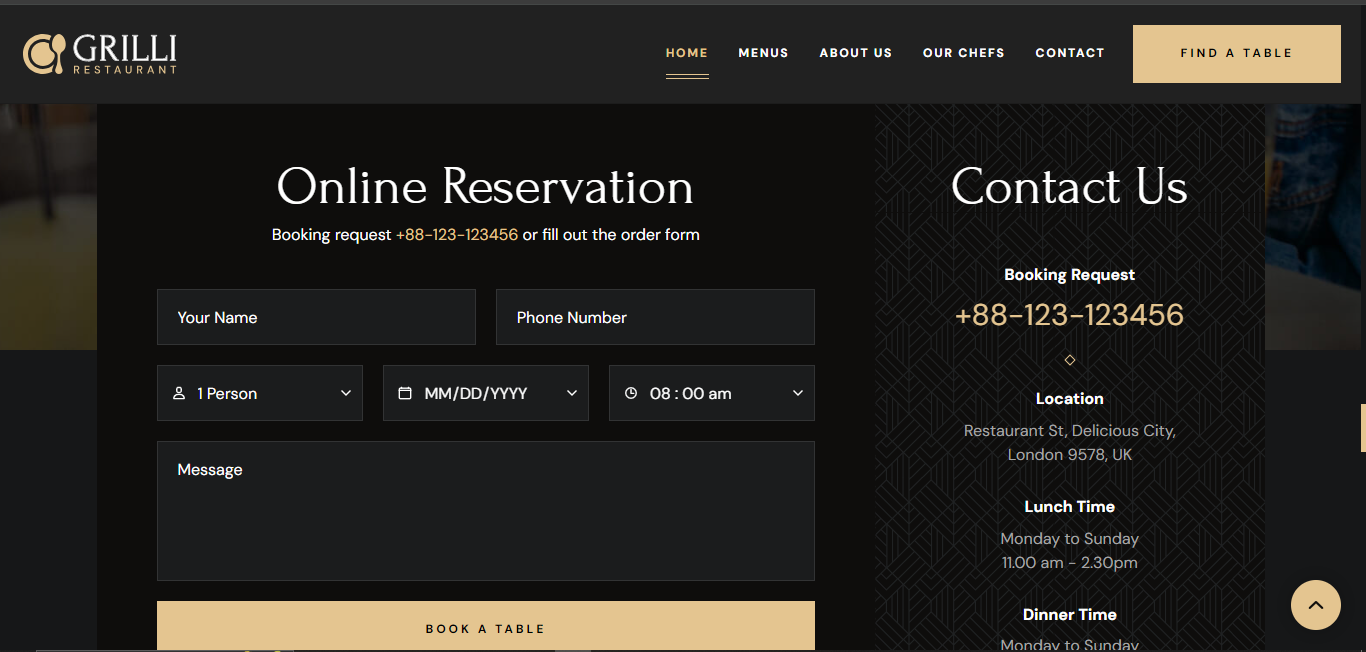 GRILLI
RESTAURANT
HOME MENUS ABOUT US OUR CHEFS CONTACT FIND A TABLE
Online Reservation
Booking request +88-123-123456 or fill out the order form
Your Name Phone Number
1 Person MM/DD/YYYY 08 : 00 am
Message
BOOK A TABLE
Contact Us
Booking Request
+88-123-123456
Location
Restaurant St, Delicious City,
London 9578, UK
Lunch Time
Monday to Sunday
11.00 am - 2.30pm
Dinner Time
Monday to Sunday